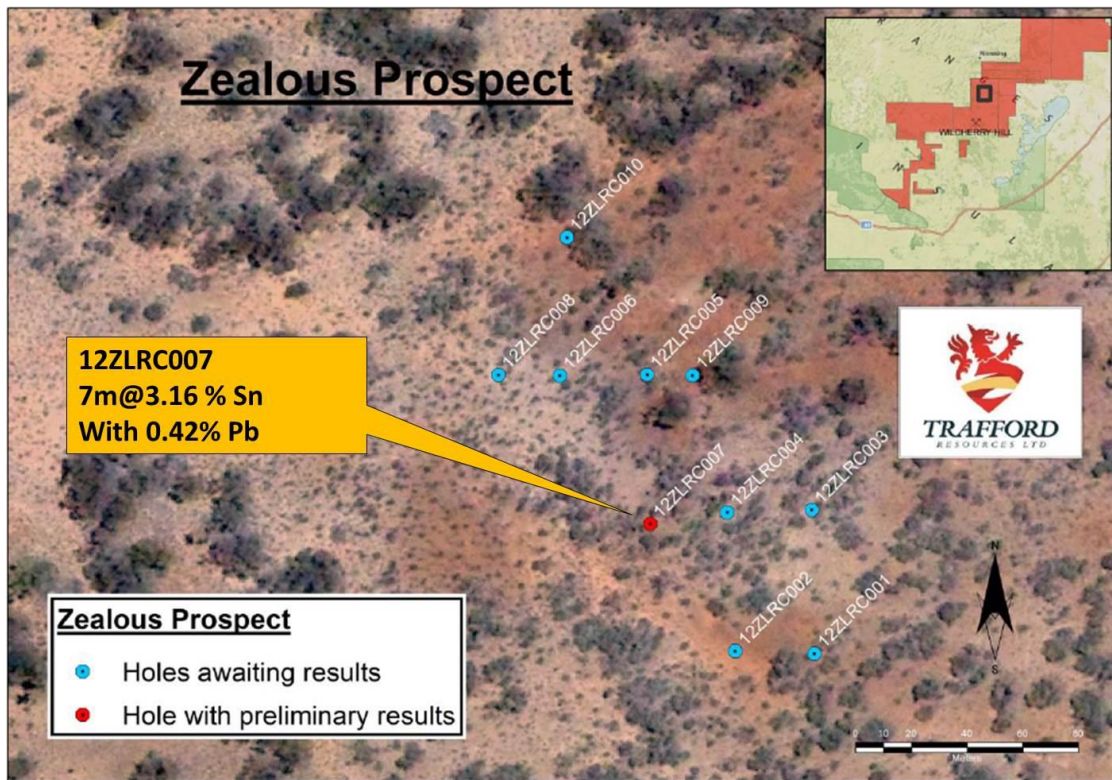 Zealous Prospect
Nonning
WILCHERRY HILL
12ZLRC010
12ZLRC008
12ZLRC006
12ZLRC005
12ZLRC009
12ZLRC007
7m@3.16 % Sn
With 0.42% Pb
TRAFFORD
RESOURCES LTD
12ZLRC007
12ZLRC004
12ZLRC003
12ZLRC002
12ZLRC001
N
S
Zealous Prospect
Holes awaiting results
Hole with preliminary results
0 10 20 40 60 80
Meters